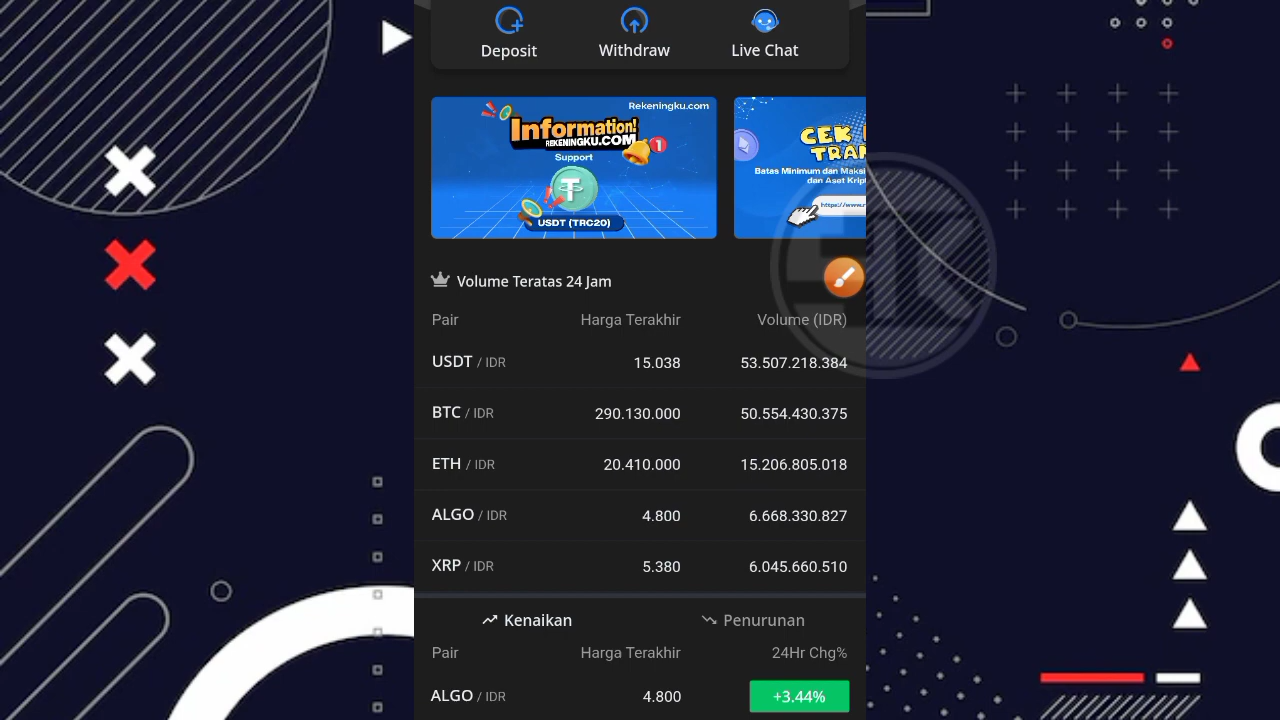 Deposit Withdraw Live Chat
Rekeningku.com
Information!
REKENINGKU.COM
1
Support
USDT (TRC20)
CEK
Batas Minimum dan
dan Aset
Volume Teratas 24 Jam
Pair Harga Terakhir Volume (IDR)
USDT / IDR 15.038 53.507.218.384
BTC / IDR 290.130.000 50.554.430.375
ETH / IDR 20.410.000 15.206.805.018
ALGO / IDR 4.800 6.668.330.827
XRP / IDR 5.380 6.045.660.510
Kenaikan Penurunan
Pair Harga Terakhir 24Hr Chg%
ALGO / IDR 4.800 +3.44%